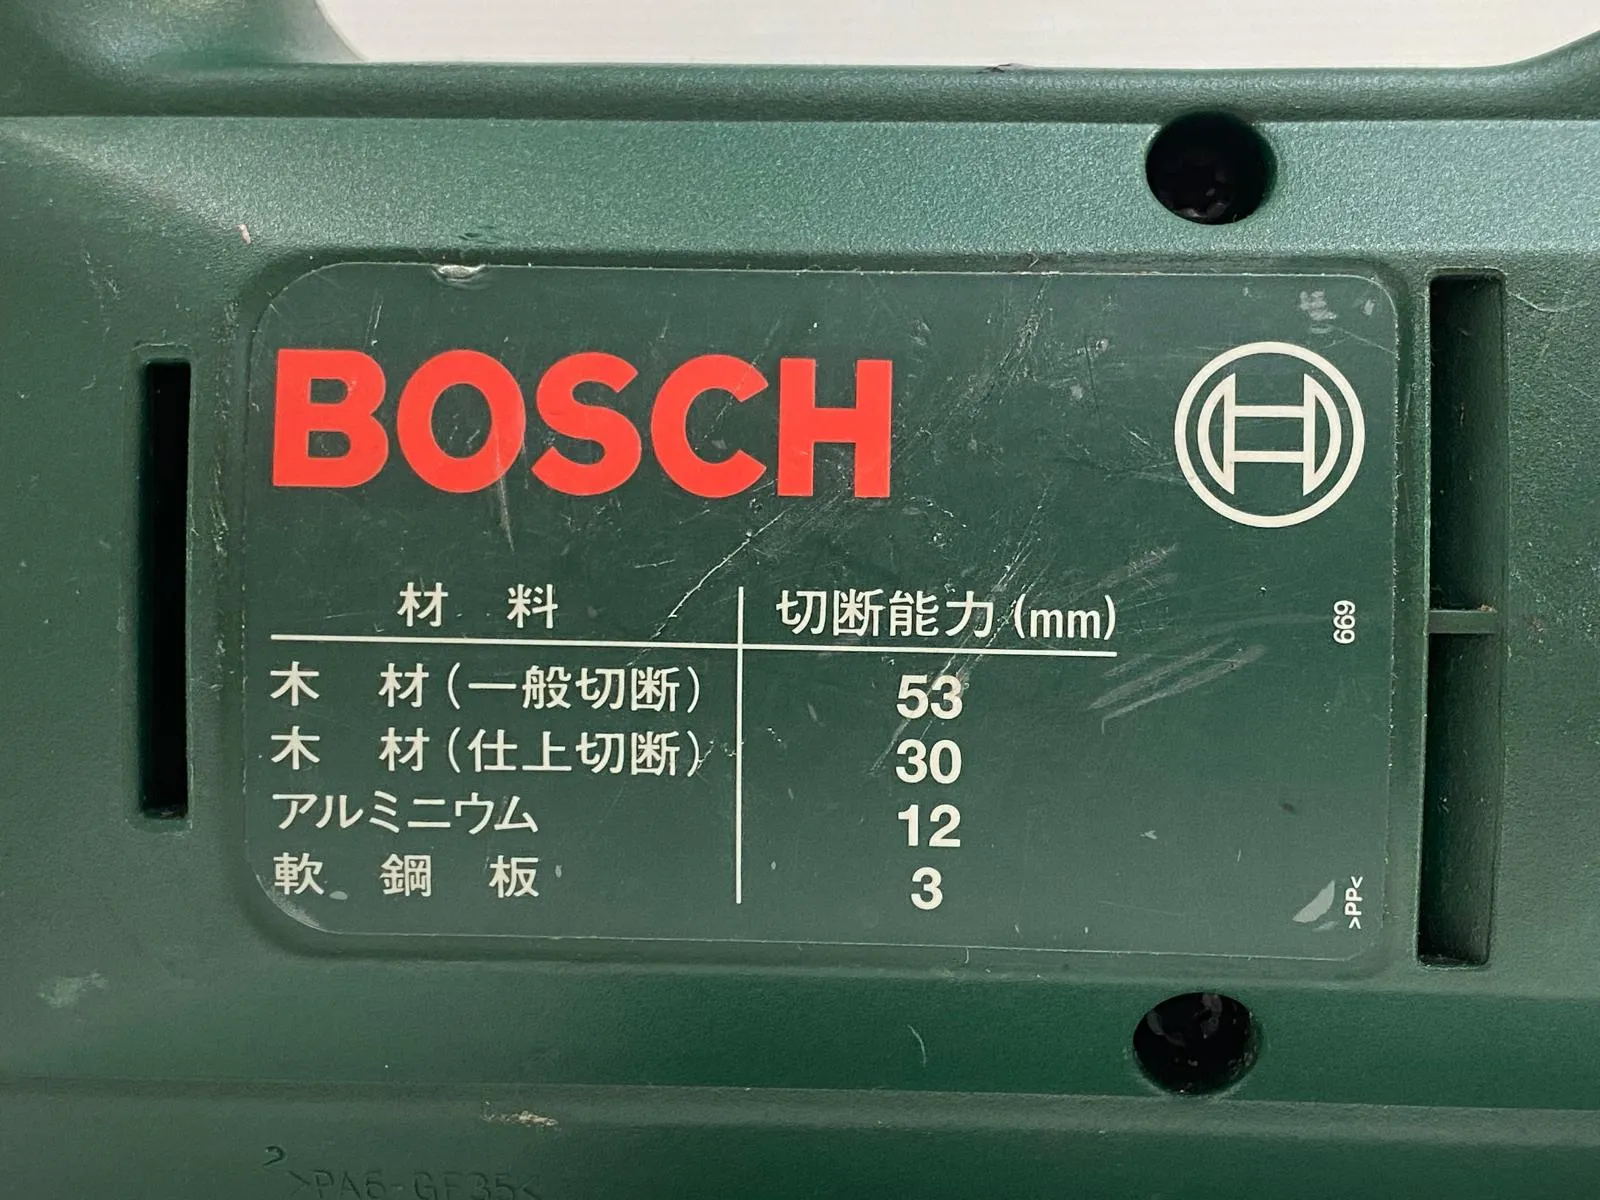 BOSCH
材 料 切断能力(mm)
木 材(一般切断) 53
木 材(仕上切断) 30
アルミニウム 12
軟 鋼 板 3
669
>PP<
>PA6-GF35<